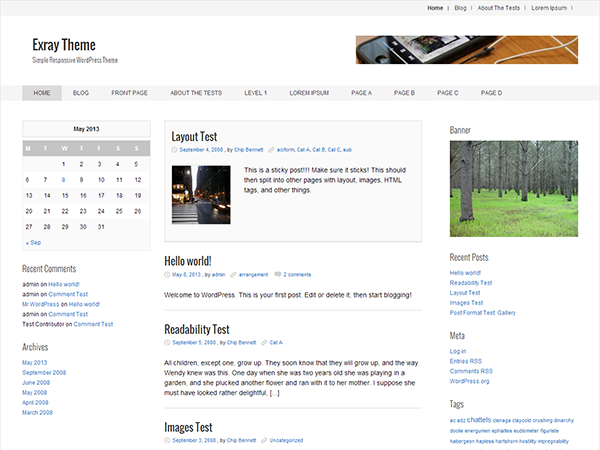 Home | Blog | About The Tests | Lorem Ipsum |
Exray Theme
Simple Responsive WordPress Theme
HOME BLOG FRONT PAGE ABOUT THE TESTS LEVEL 1 LOREM IPSUM PAGE A PAGE B PAGE C PAGE D
May 2013
M T W T F S S
1 2 3 4 5
6 7 8 9 10 11 12
13 14 15 16 17 18 19
20 21 22 23 24 25 26
27 28 29 30 31
« Sep
Recent Comments
admin on Hello world!
admin on Comment Test
Mr WordPress on Hello world!
admin on Comment Test
Test Contributor on Comment Test
Archives
May 2013
September 2008
June 2008
May 2008
April 2008
March 2008
Layout Test
September 4, 2008 , by Chip Bennett aciform, Cat A, Cat B, Cat C, sub
This is a sticky post!!! Make sure it sticks! This should
then split into other pages with layout, images, HTML
tags, and other things.
Hello world!
May 8, 2013 , by admin arrangement 2 comments
Welcome to WordPress. This is your first post. Edit or delete it, then start blogging!
Readability Test
September 5, 2008 , by Chip Bennett Cat A
All children, except one, grow up. They soon know that they will grow up, and the way
Wendy knew was this. One day when she was two years old she was playing in a
garden, and she plucked another flower and ran with it to her mother. I suppose she
must have looked rather delightful, [...]
Images Test
September 3, 2008 , by Chip Bennett Uncategorized
Banner
Recent Posts
Hello world!
Readability Test
Layout Test
Images Test
Post Format Test: Gallery
Meta
Log in
Entries RSS
Comments RSS
WordPress.org
Tags
ac adz chattels cienaga claycold crushing dinarchy
doolie energumen ephialtes eudiometer figuriste
habergeon hapless hartshorn hostility impregnability